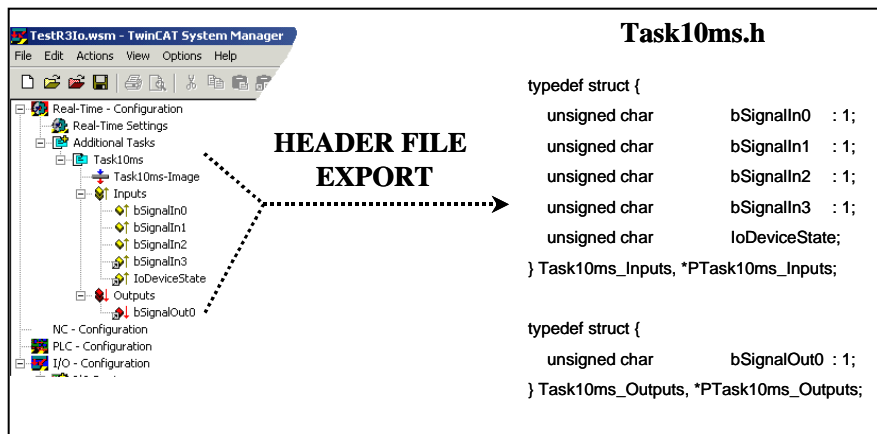 TestR3Io.wsm - TwinCAT System Manager
File Edit Actions View Options Help
Real-Time - Configuration
Real-Time Settings
Additional Tasks
Task10ms
Task10ms-Image
Inputs
bSignalIn0
bSignalIn1
bSignalIn2
bSignalIn3
IoDeviceState
Outputs
bSignalOut0
NC - Configuration
PLC - Configuration
I/O - Configuration
HEADER FILE
EXPORT
Task10ms.h
typedef struct {
unsigned char bSignalIn0 : 1;
unsigned char bSignalIn1 : 1;
unsigned char bSignalIn2 : 1;
unsigned char bSignalIn3 : 1;
unsigned char IoDeviceState;
} Task10ms_Inputs, *PTask10ms_Inputs;
typedef struct {
unsigned char bSignalOut0 : 1;
} Task10ms_Outputs, *PTask10ms_Outputs;